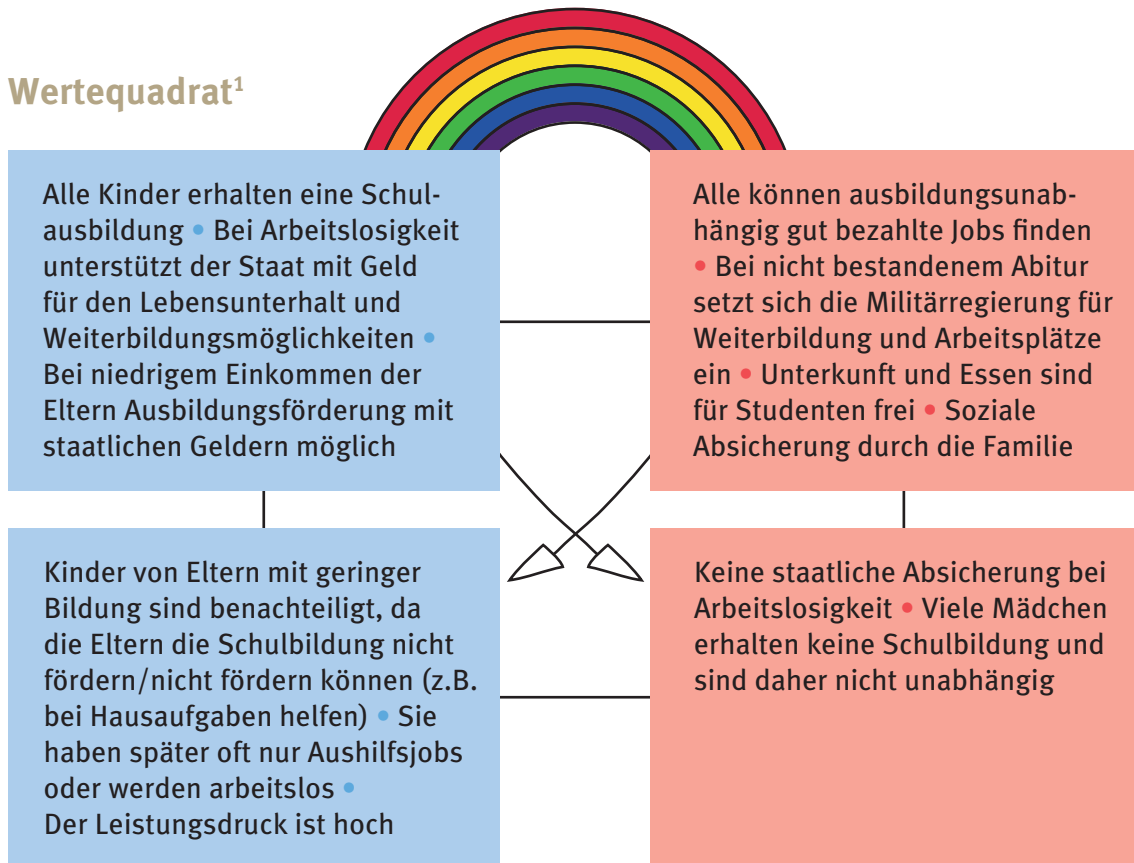 Wertequadrat¹
Alle Kinder erhalten eine Schul-
ausbildung • Bei Arbeitslosigkeit
unterstützt der Staat mit Geld
für den Lebensunterhalt und
Weiterbildungsmöglichkeiten •
Bei niedrigem Einkommen der
Eltern Ausbildungsförderung mit
staatlichen Geldern möglich
Alle können ausbildungsunab-
hängig gut bezahlte Jobs finden
• Bei nicht bestandenem Abitur
setzt sich die Militärregierung für
Weiterbildung und Arbeitsplätze
ein • Unterkunft und Essen sind
für Studenten frei • Soziale
Absicherung durch die Familie
Kinder von Eltern mit geringer
Bildung sind benachteiligt, da
die Eltern die Schulbildung nicht
fördern/nicht fördern können (z.B.
bei Hausaufgaben helfen) • Sie
haben später oft nur Aushilfsjobs
oder werden arbeitslos •
Der Leistungsdruck ist hoch
Keine staatliche Absicherung bei
Arbeitslosigkeit • Viele Mädchen
erhalten keine Schulbildung und
sind daher nicht unabhängig